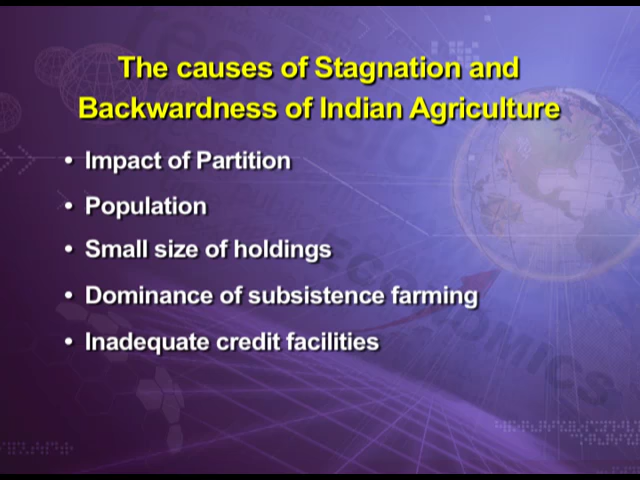 The causes of Stagnation and
Backwardness of Indian Agriculture
• Impact of Partition
• Population
• Small size of holdings
• Dominance of subsistence farming
• Inadequate credit facilities
ECONOMICS